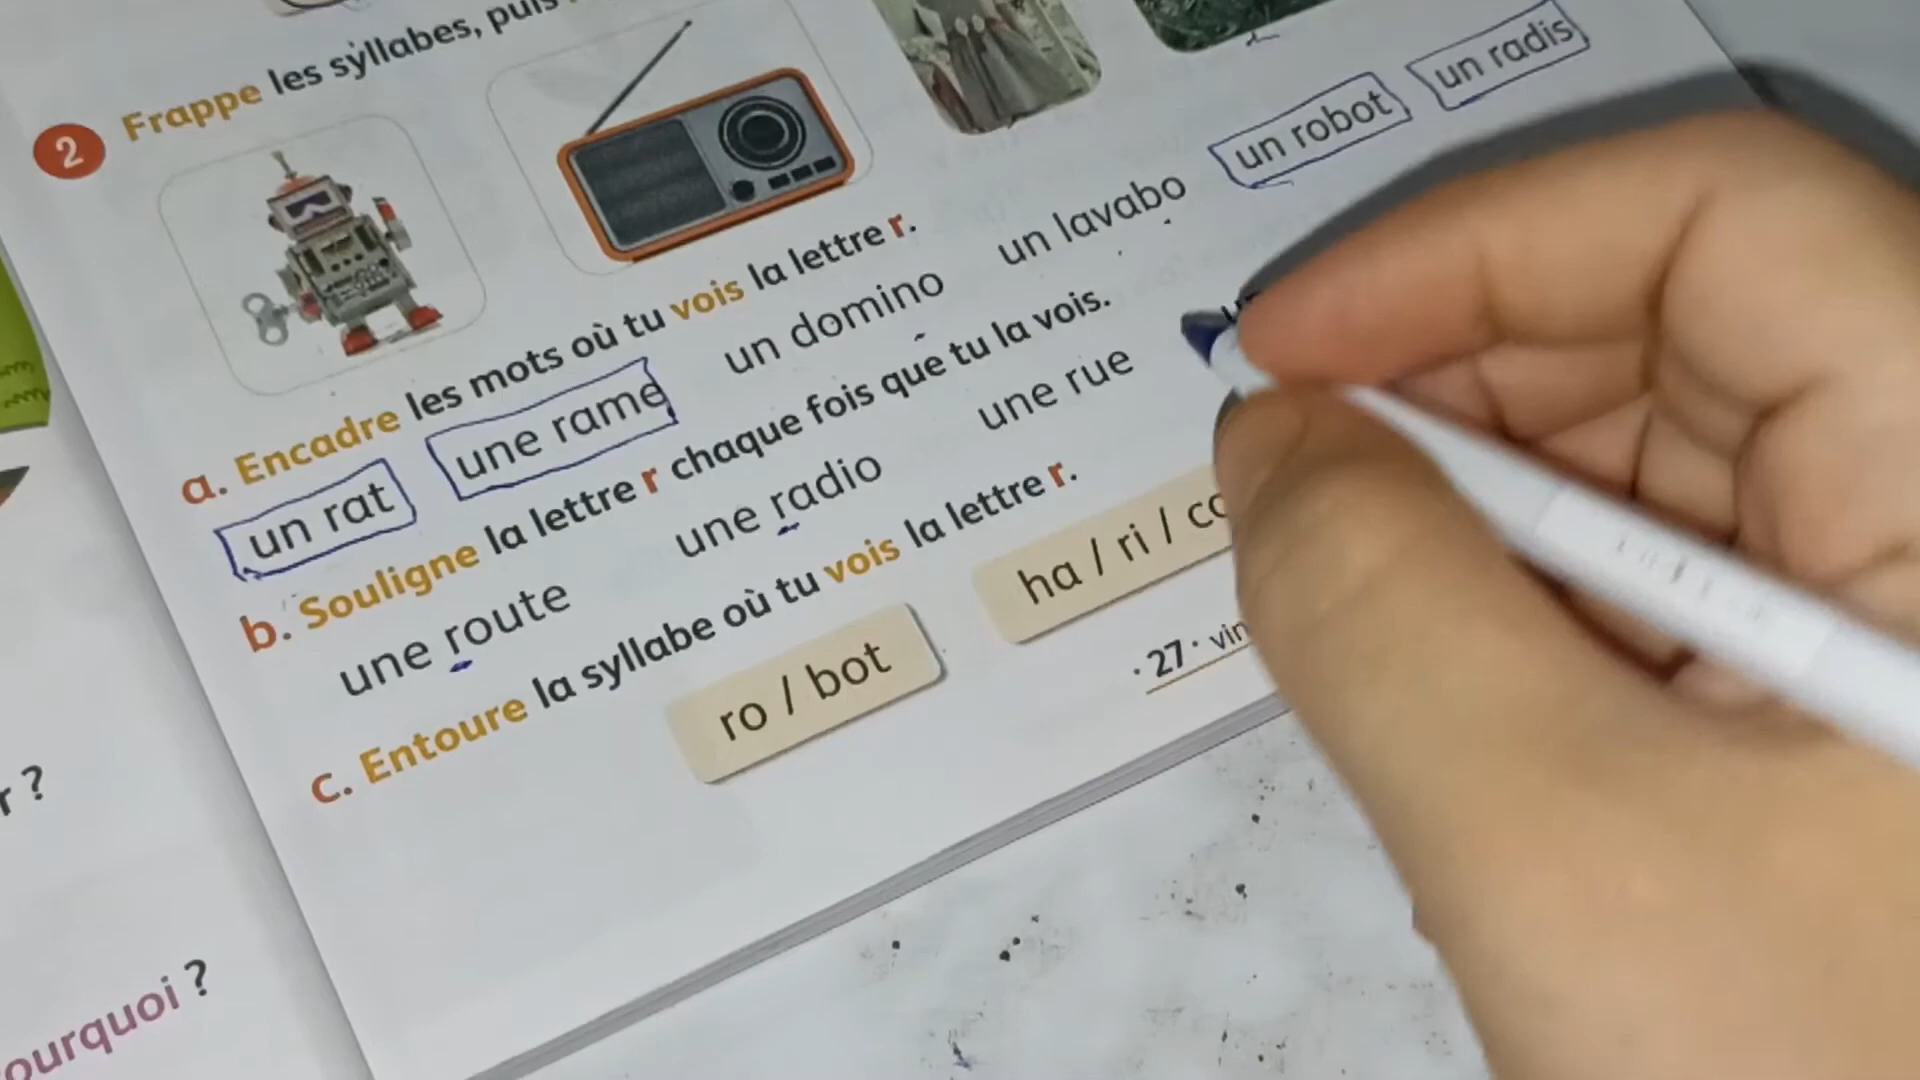 2 Frappe les syllabes, puis
a. Encadre les mots où tu vois la lettre r.
un rat une rame un domino un lavabo un robot un radis
b. Souligne la lettre r chaque fois que tu la vois.
une route une radio une rue
c. Entoure la syllabe où tu vois la lettre r.
ro / bot ha / ri / co
· 27 · vin
r ?
ourquoi ?